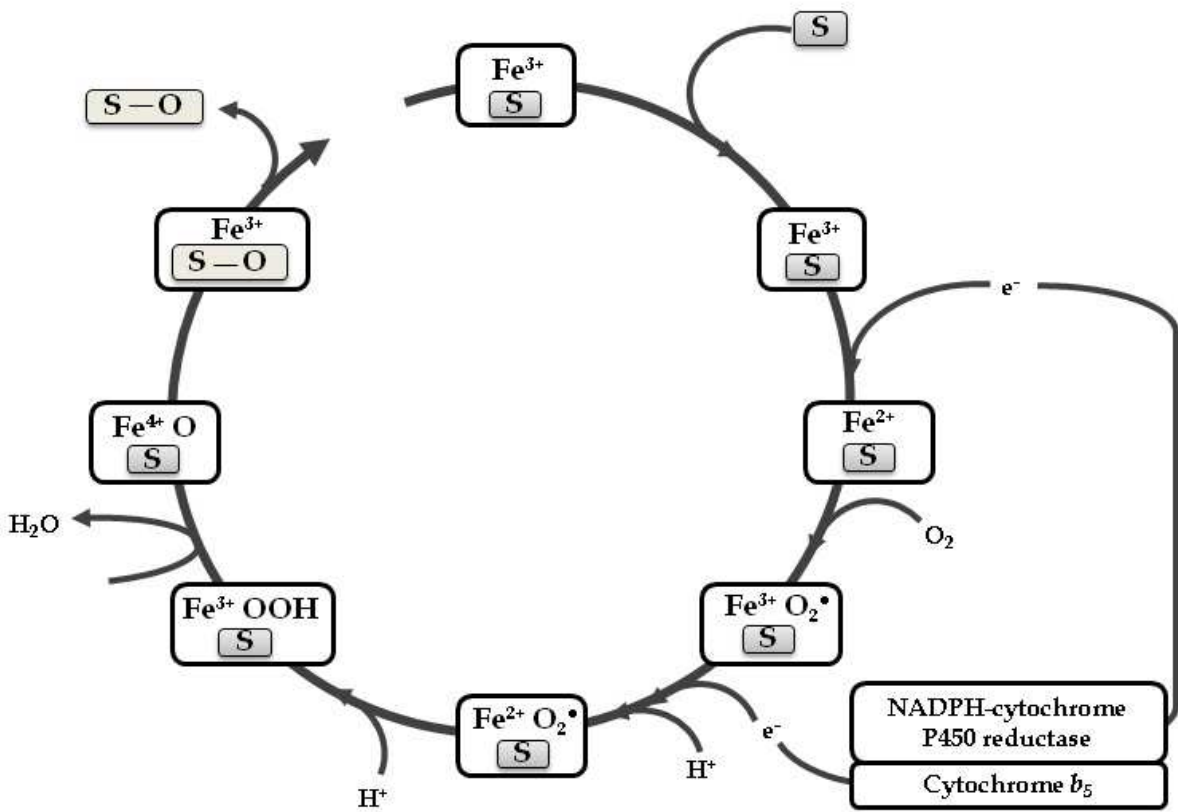 S
Fe³⁺
S
S — O
Fe³⁺
S — O
Fe³⁺
S
e⁻
Fe⁴⁺ O
S
Fe²⁺
S
H₂O
O₂
Fe³⁺ OOH
S
Fe³⁺ O₂•
S
Fe²⁺ O₂•
S
e⁻
H⁺
H⁺
NADPH-cytochrome
P450 reductase
Cytochrome b₅